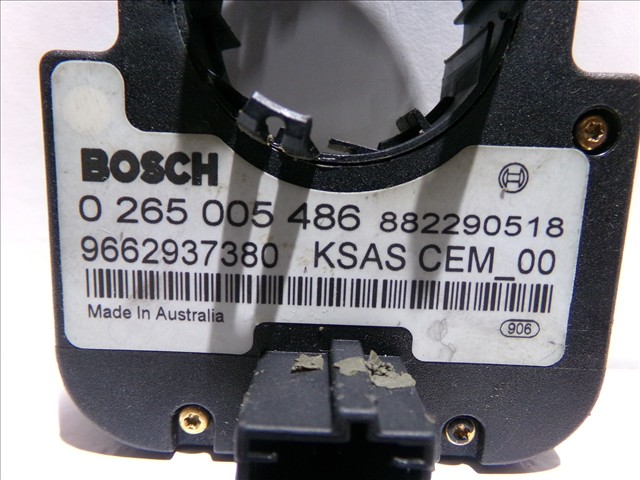 BOSCH
0 265 005 486 882290518
9662937380 KSAS CEM_00
Made In Australia
906